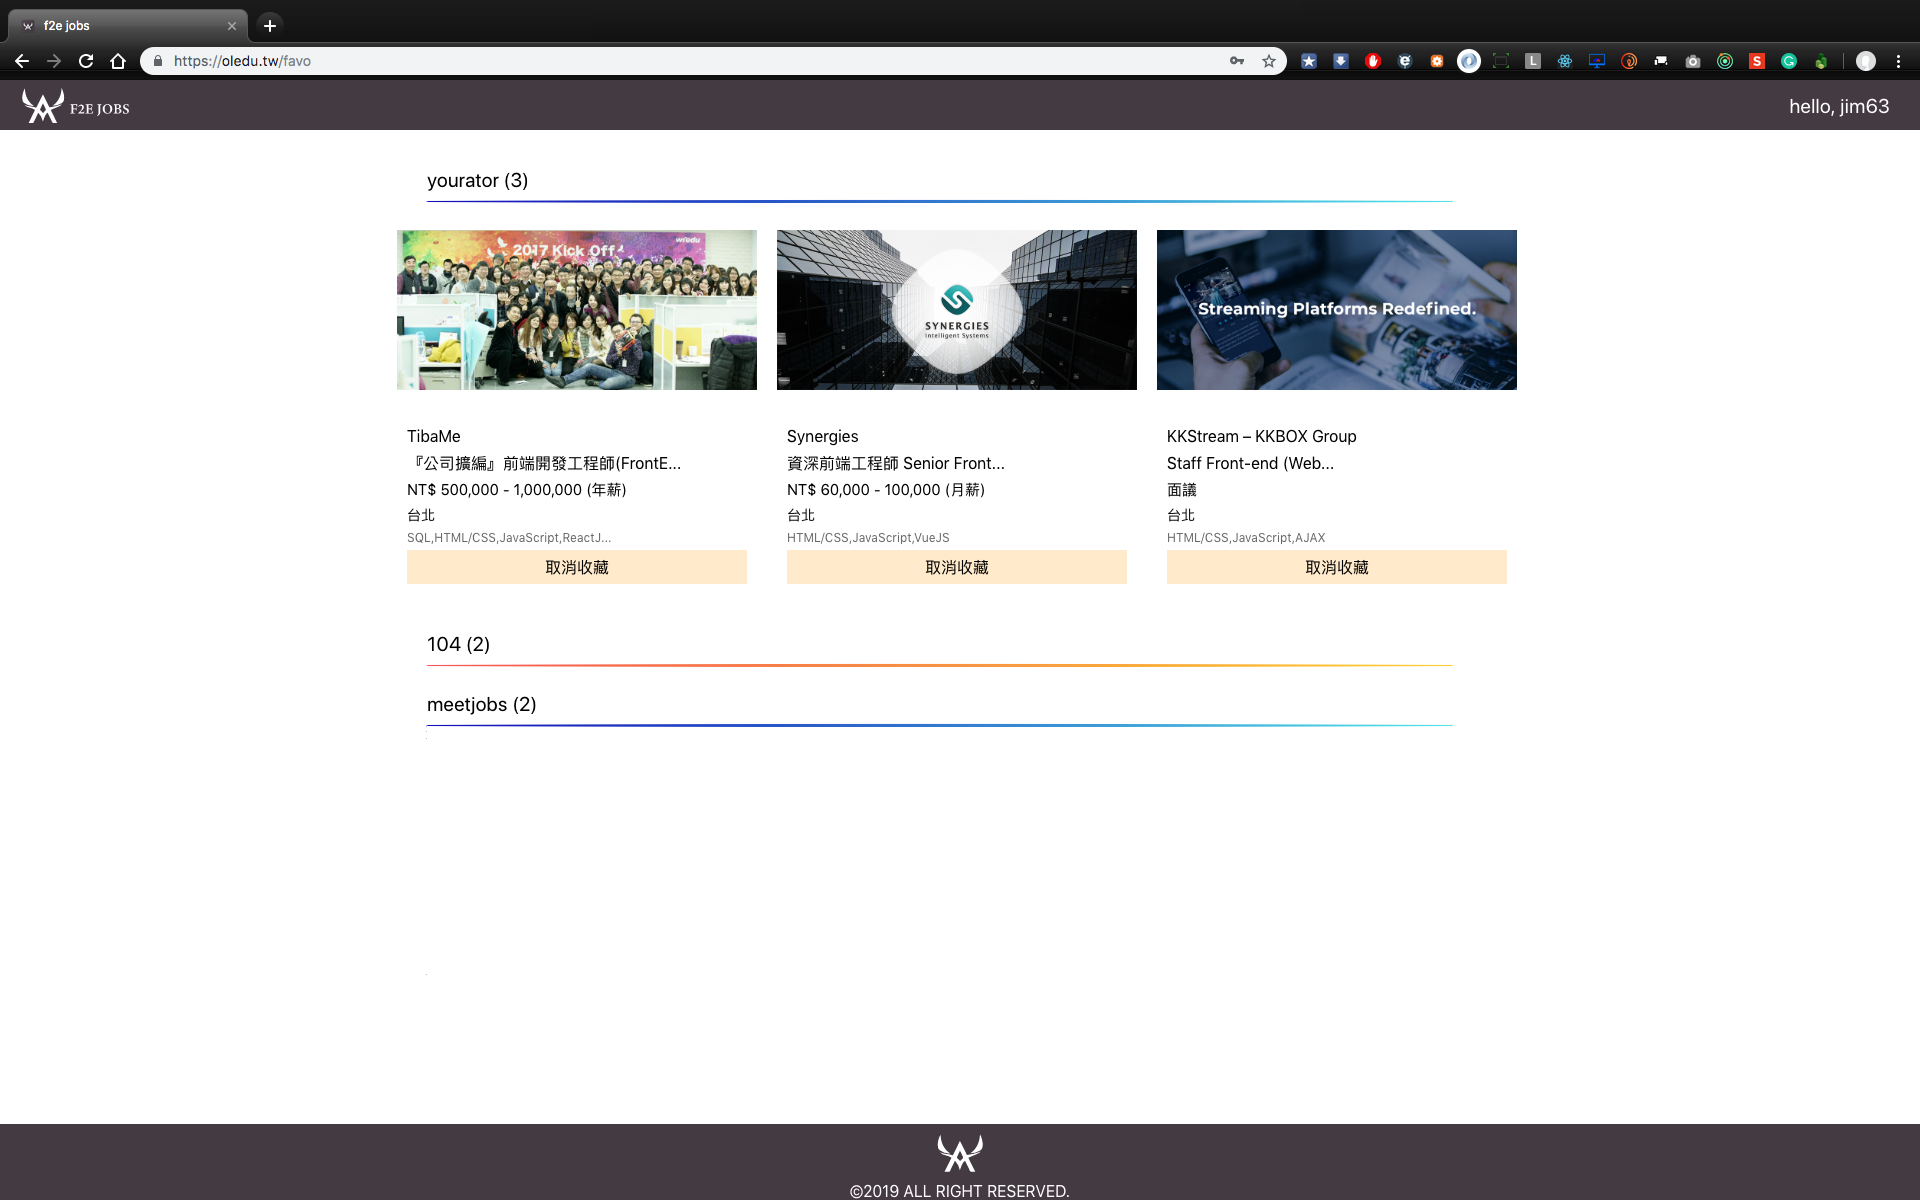 f2e jobs
https://oledu.tw/favo
F2E JOBS
hello, jim63
yourator (3)
2017 Kick Off
SYNERGIES
Intelligent Systems
Streaming Platforms Redefined.
TibaMe
『公司擴編』前端開發工程師(FrontE...
NT$ 500,000 - 1,000,000 (年薪)
台北
SQL,HTML/CSS,JavaScript,ReactJ...
取消收藏
Synergies
資深前端工程師 Senior Front...
NT$ 60,000 - 100,000 (月薪)
台北
HTML/CSS,JavaScript,VueJS
取消收藏
KKStream – KKBOX Group
Staff Front-end (Web...
面議
台北
HTML/CSS,JavaScript,AJAX
取消收藏
104 (2)
meetjobs (2)
©2019 ALL RIGHT RESERVED.